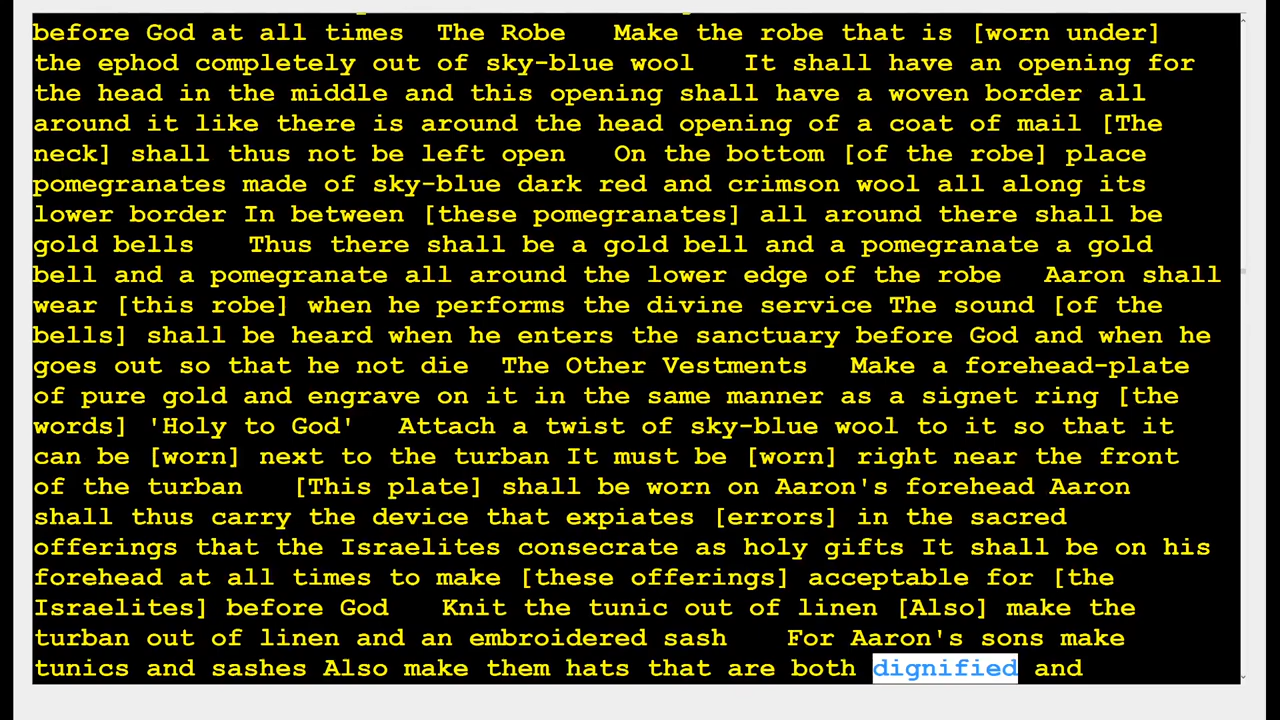 before God at all times The Robe Make the robe that is [worn under]
the ephod completely out of sky-blue wool It shall have an opening for
the head in the middle and this opening shall have a woven border all
around it like there is around the head opening of a coat of mail [The
neck] shall thus not be left open On the bottom [of the robe] place
pomegranates made of sky-blue dark red and crimson wool all along its
lower border In between [these pomegranates] all around there shall be
gold bells Thus there shall be a gold bell and a pomegranate a gold
bell and a pomegranate all around the lower edge of the robe Aaron shall
wear [this robe] when he performs the divine service The sound [of the
bells] shall be heard when he enters the sanctuary before God and when he
goes out so that he not die The Other Vestments Make a forehead-plate
of pure gold and engrave on it in the same manner as a signet ring [the
words] 'Holy to God' Attach a twist of sky-blue wool to it so that it
can be [worn] next to the turban It must be [worn] right near the front
of the turban [This plate] shall be worn on Aaron's forehead Aaron
shall thus carry the device that expiates [errors] in the sacred
offerings that the Israelites consecrate as holy gifts It shall be on his
forehead at all times to make [these offerings] acceptable for [the
Israelites] before God Knit the tunic out of linen [Also] make the
turban out of linen and an embroidered sash For Aaron's sons make
tunics and sashes Also make them hats that are both dignified and